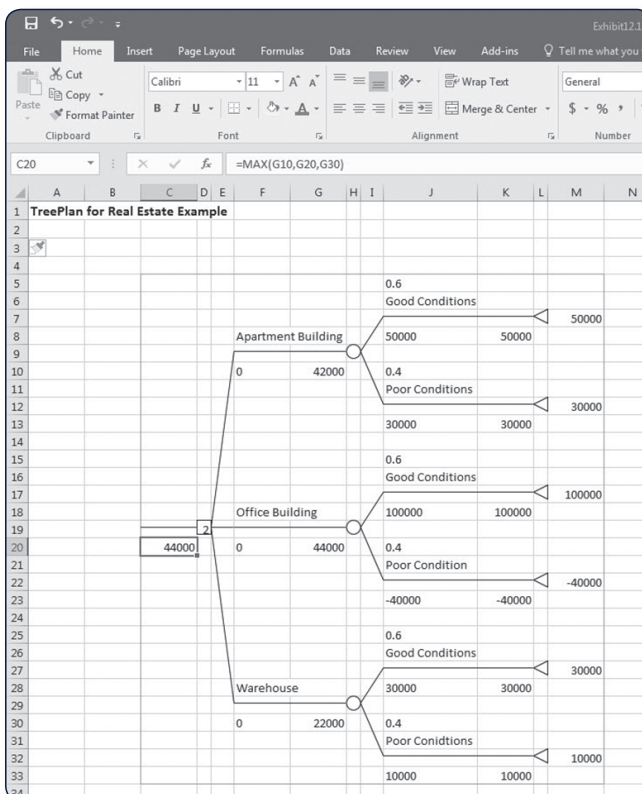 Exhibit12.1
File Home Insert Page Layout Formulas Data Review View Add-ins Tell me what you
Cut
Copy
Format Painter
Paste
Calibri 11 A A
B I U A
Wrap Text
Merge & Center
General
$ % ,
Clipboard Font Alignment Number
C20 fx =MAX(G10,G20,G30)
A B C D E F G H I J K L M N
1 TreePlan for Real Estate Example
2
3
4
5 0.6
6 Good Conditions
7 50000
8 Apartment Building 50000 50000
9
10 0 42000 0.4
11 Poor Conditions
12 30000
13 30000 30000
14
15 0.6
16 Good Conditions
17 100000
18 Office Building 100000 100000
19 2
20 44000 0 44000 0.4
21 Poor Condition
22 -40000
23 -40000 -40000
24
25 0.6
26 Good Conditions
27 30000
28 Warehouse 30000 30000
29
30 0 22000 0.4
31 Poor Conidtions
32 10000
33 10000 10000
34